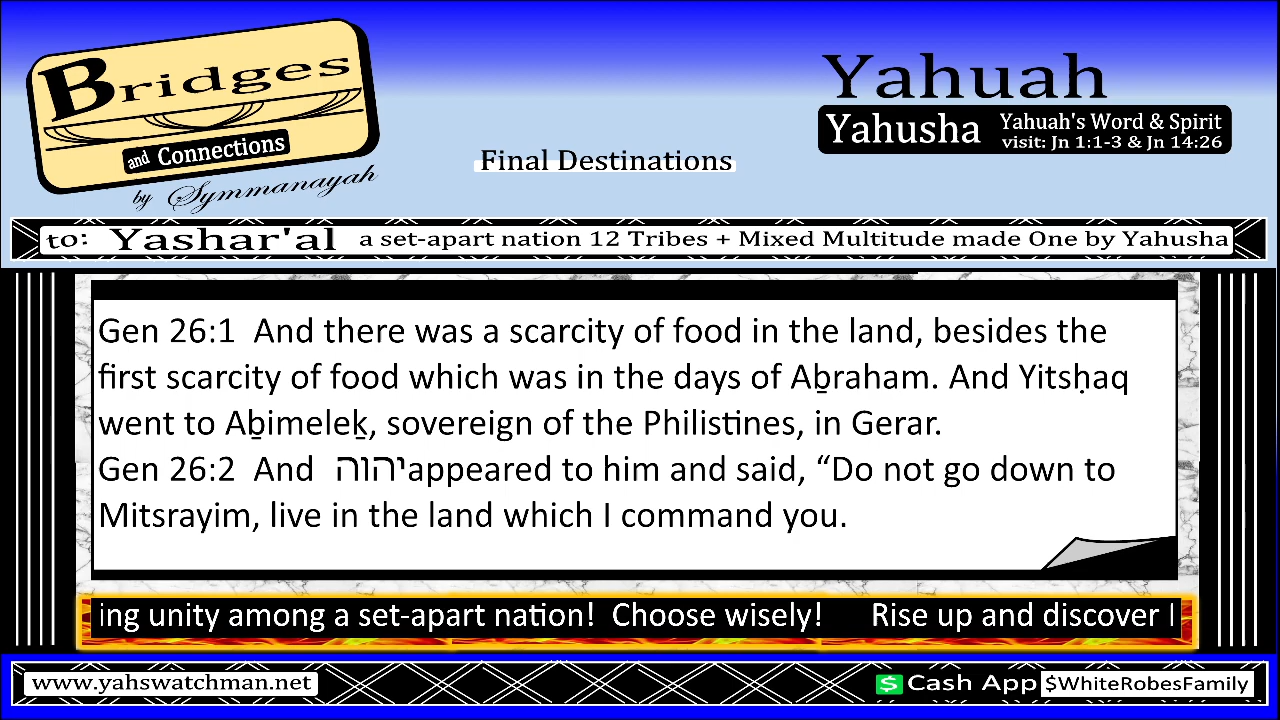 Bridges
and Connections
by Symmanayah
Final Destinations
Yahuah
Yahusha
Yahuah's Word & Spirit
visit: Jn 1:1-3 & Jn 14:26
to: Yashar'al a set-apart nation 12 Tribes + Mixed Multitude made One by Yahusha
Gen 26:1 And there was a scarcity of food in the land, besides the
first scarcity of food which was in the days of Aḇraham. And Yitsḥaq
went to Aḇimeleḵ, sovereign of the Philistines, in Gerar.
Gen 26:2 And יהוה appeared to him and said, “Do not go down to
Mitsrayim, live in the land which I command you.
ing unity among a set-apart nation! Choose wisely! Rise up and discover
www.yahswatchman.net
$ Cash App $WhiteRobesFamily